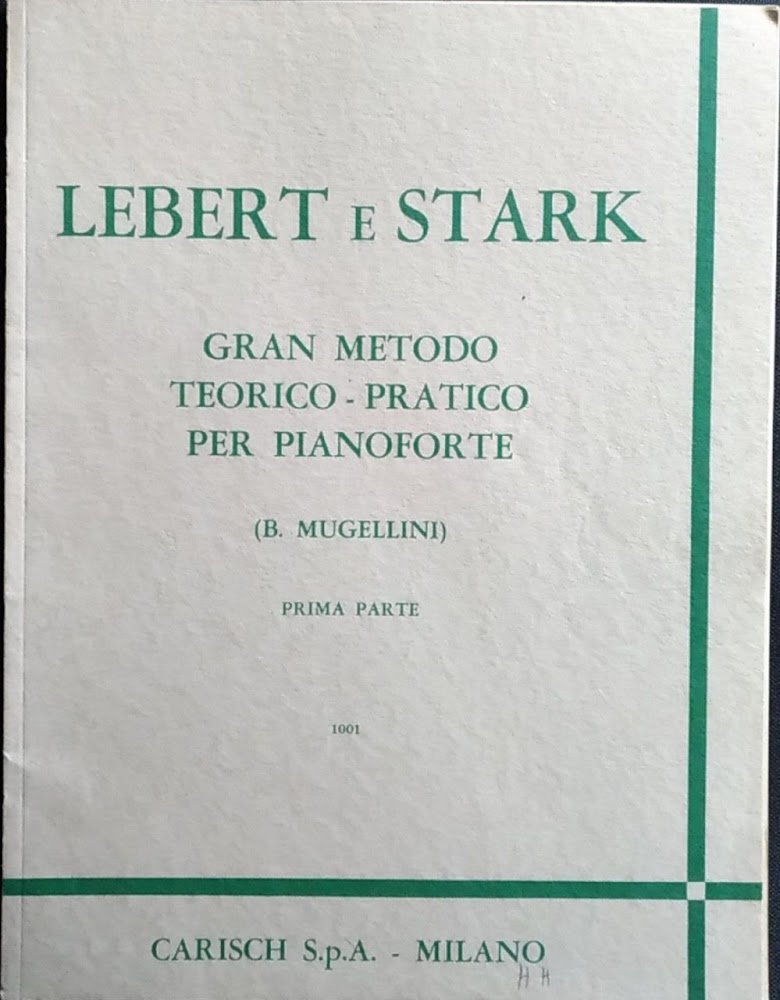 LEBERT E STARK
GRAN METODO
TEORICO - PRATICO
PER PIANOFORTE
(B. MUGELLINI)
PRIMA PARTE
1001
CARISCH S.p.A. - MILANO
H H